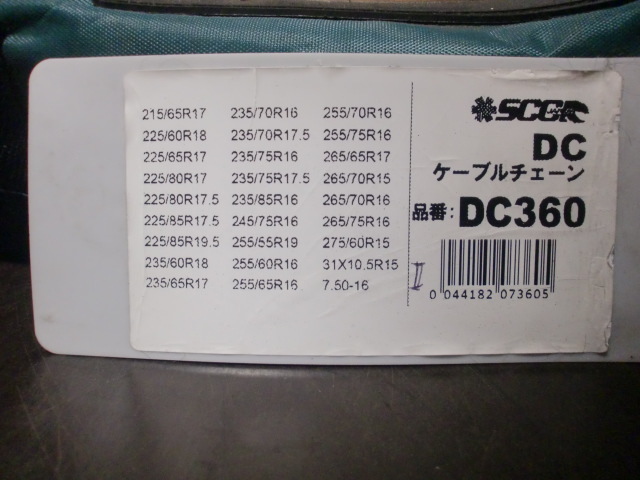 215/65R17 235/70R16 255/70R16
225/60R18 235/70R17.5 255/75R16
225/65R17 235/75R16 265/65R17
225/80R17 235/75R17.5 265/70R15
225/80R17.5 235/85R16 265/70R16
225/85R17.5 245/75R16 265/75R16
225/85R19.5 255/55R19 275/60R15
235/60R18 255/60R16 31X10.5R15
235/65R17 255/65R16 7.50-16
SCC
DC
ケーブルチェーン
品番: DC360
II
0 044182 073605